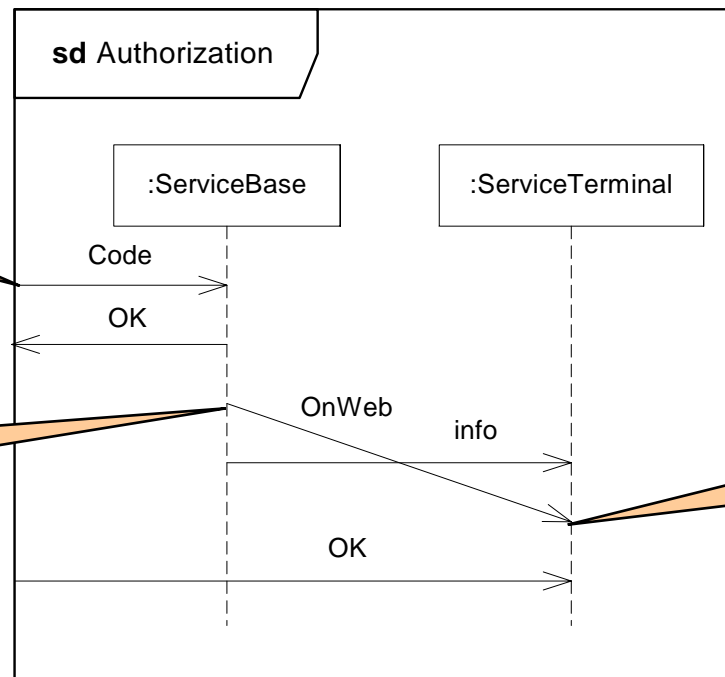 sd Authorization
:ServiceBase
:ServiceTerminal
Code
OK
OnWeb
info
OK